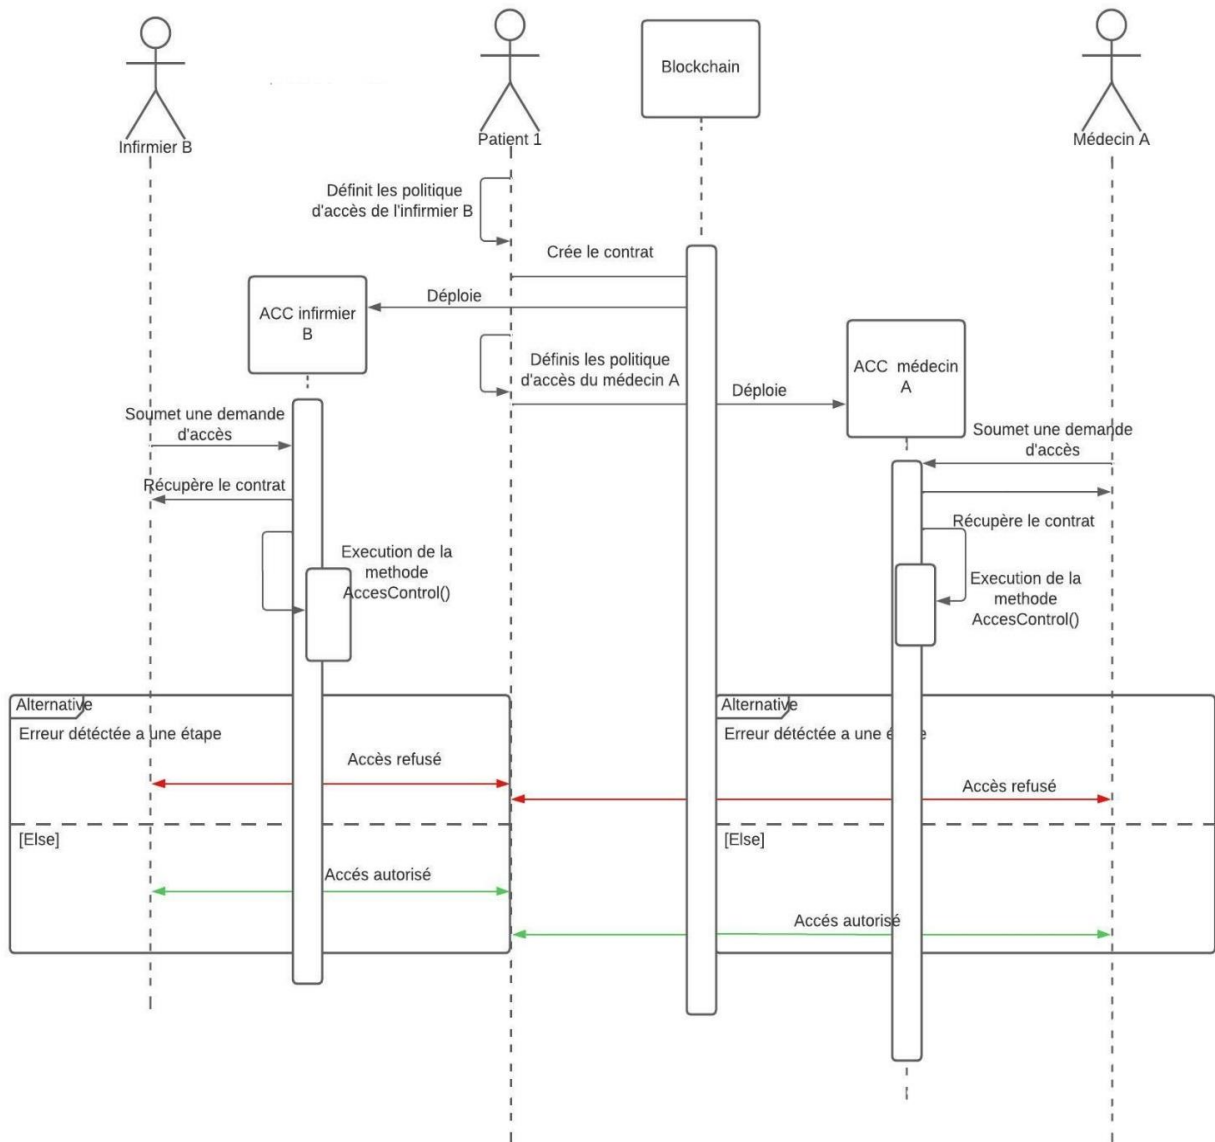 Infirmier B
Patient 1
Blockchain
Médecin A
Définit les politique
d'accès de l'infirmier B
Crée le contrat
Déploie
ACC infirmier
B
Définis les politique
d'accès du médecin A
Déploie
ACC médecin
A
Soumet une demande
d'accès
Soumet une demande
d'accès
Récupère le contrat
Récupère le contrat
Execution de la
methode
AccesControl()
Execution de la
methode
AccesControl()
Alternative
Erreur détéctée a une étape
Accès refusé
[Else]
Accés autorisé
Alternative
Erreur détéctée a une étape
Accès refusé
[Else]
Accés autorisé